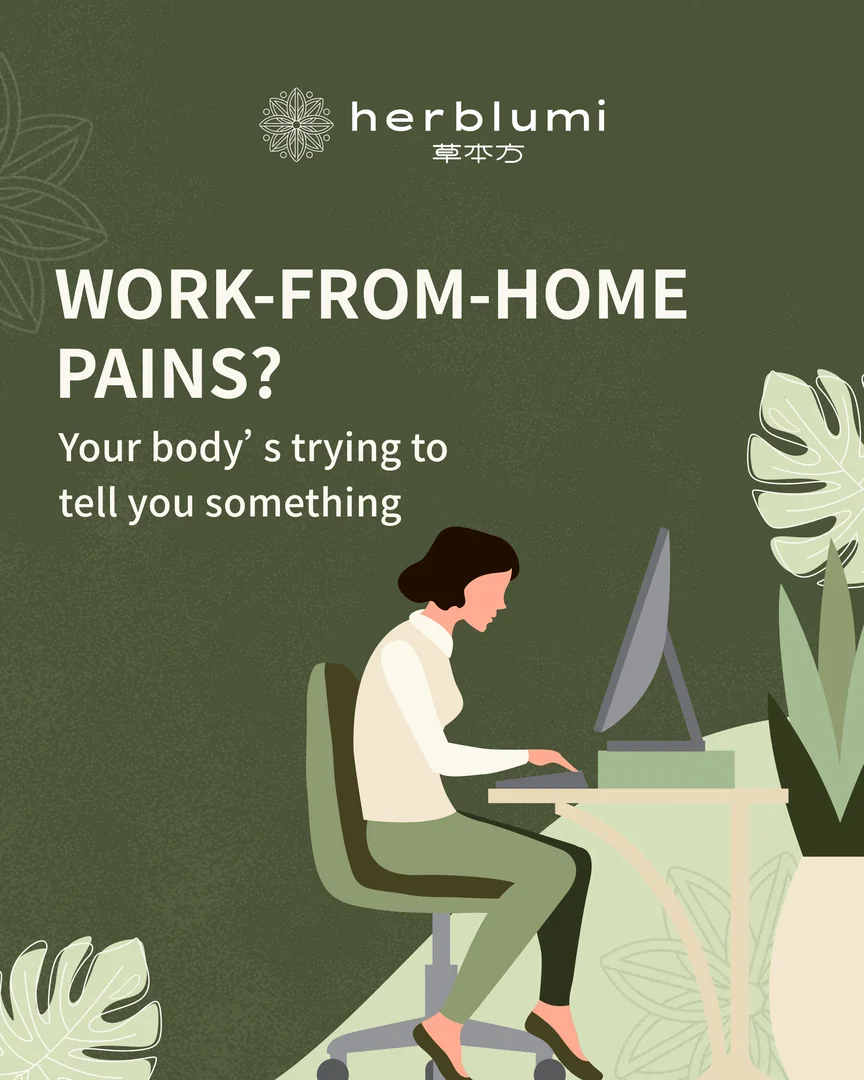 herblumi
草本方
WORK-FROM-HOME
PAINS?
Your body’ s trying to
tell you something